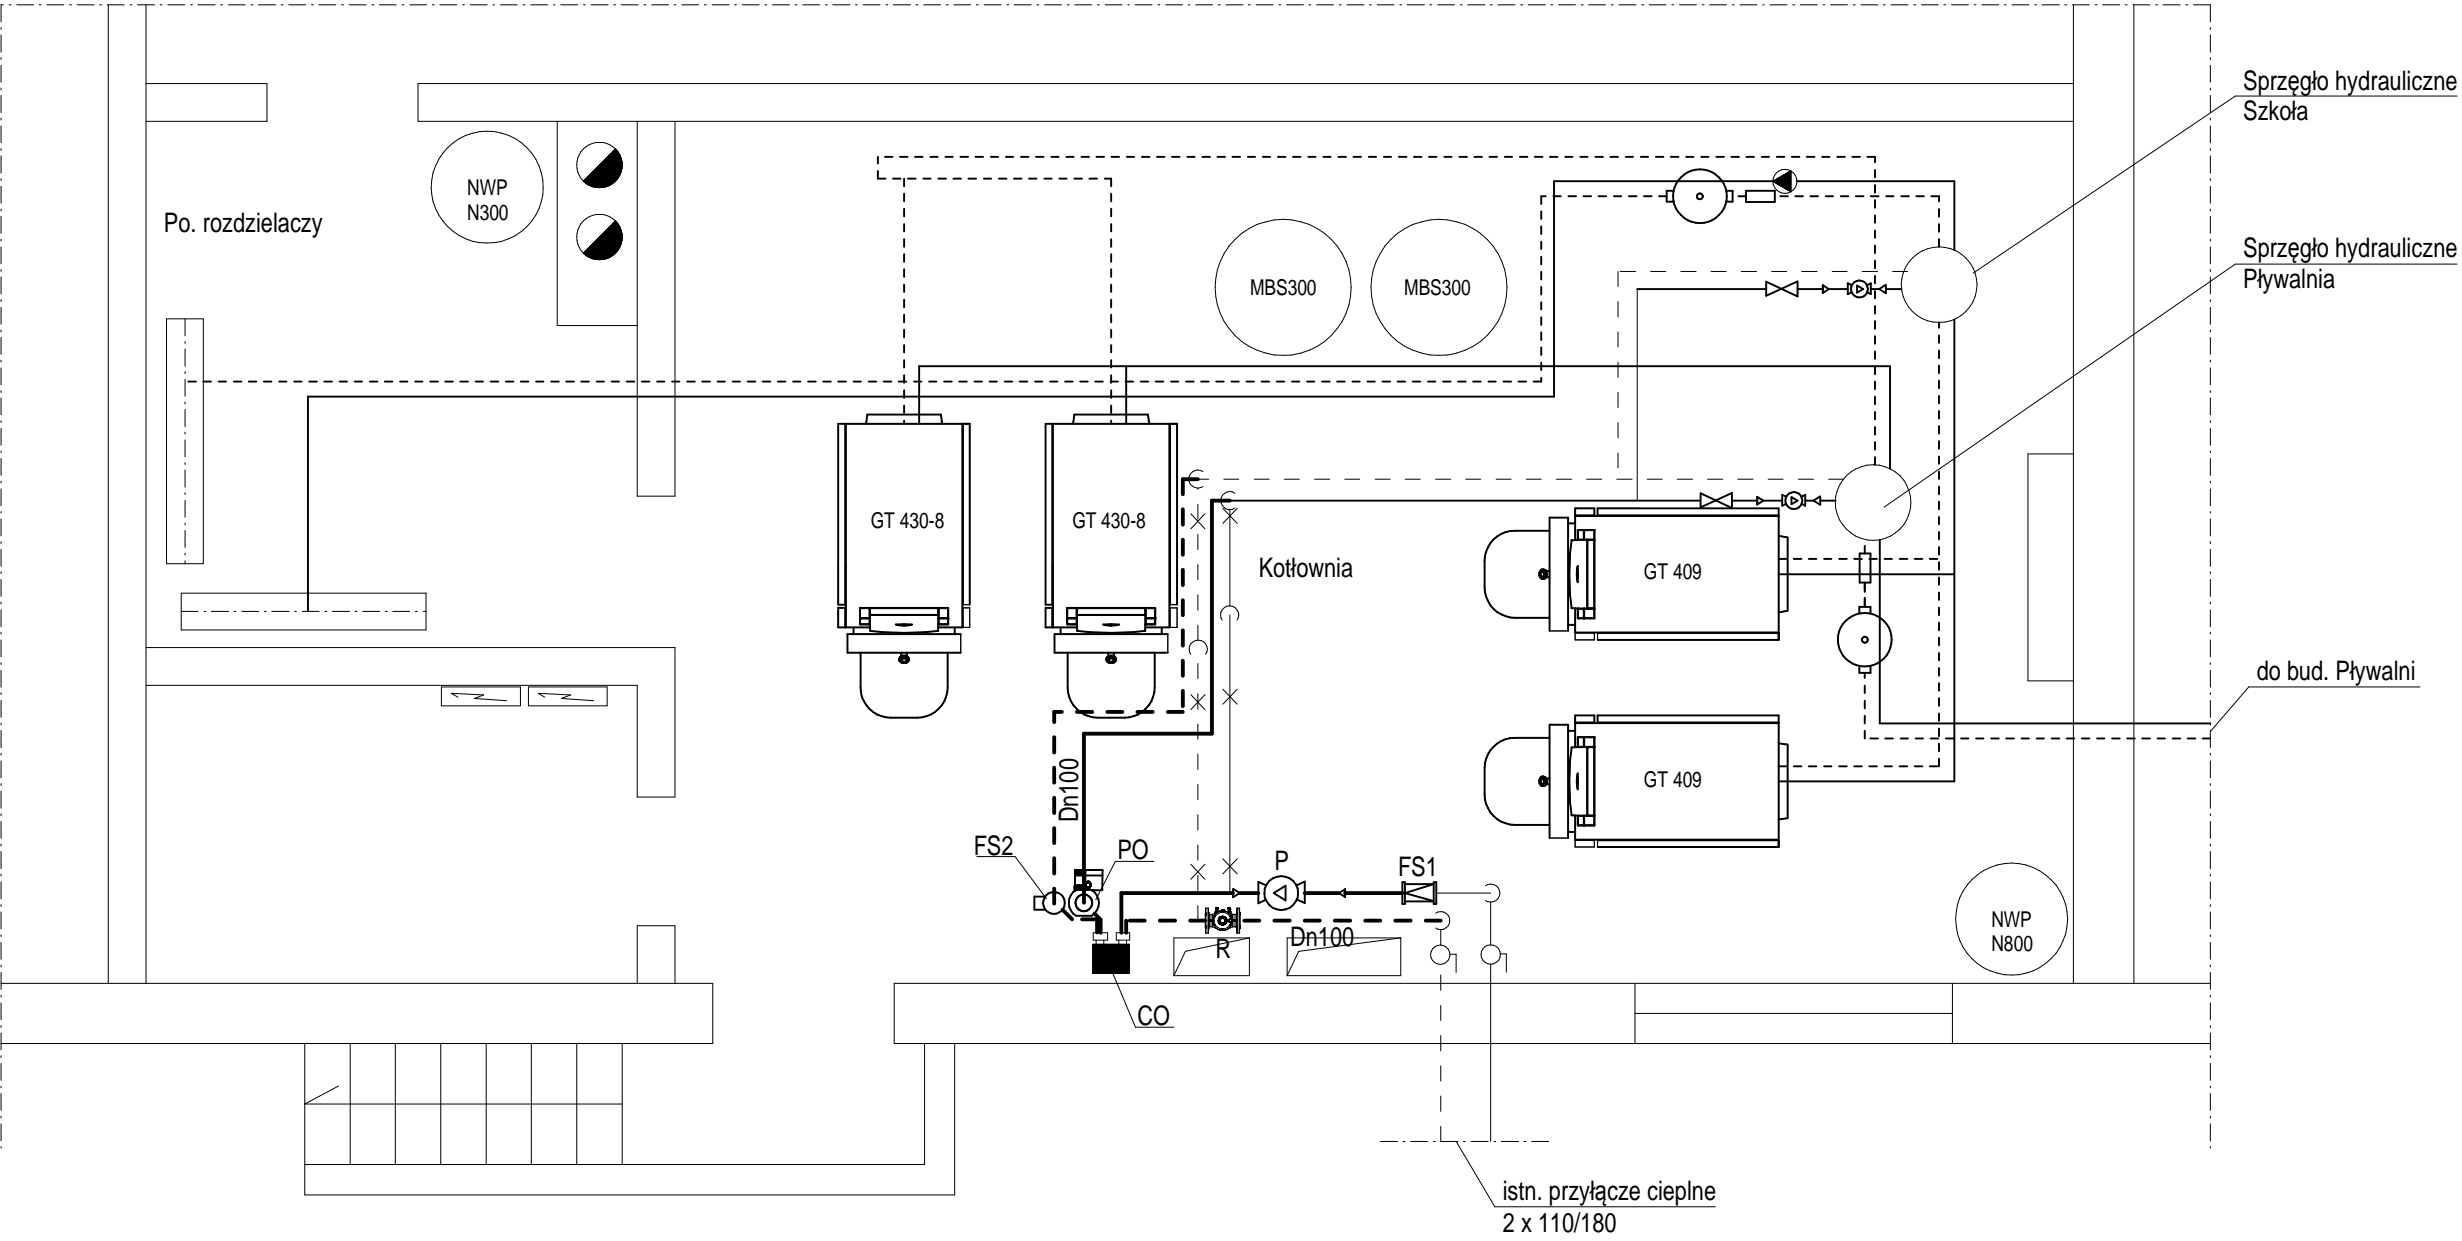 Sprzęgło hydrauliczne
Szkoła
NWP
N300
Po. rozdzielaczy
Sprzęgło hydrauliczne
Pływalnia
MBS300
MBS300
GT 430-8
GT 430-8
Kotłownia
GT 409
do bud. Pływalni
Dn100
GT 409
FS2
PO
P
FS1
NWP
N800
R
Dn100
CO
istn. przyłącze cieplne
2 x 110/180